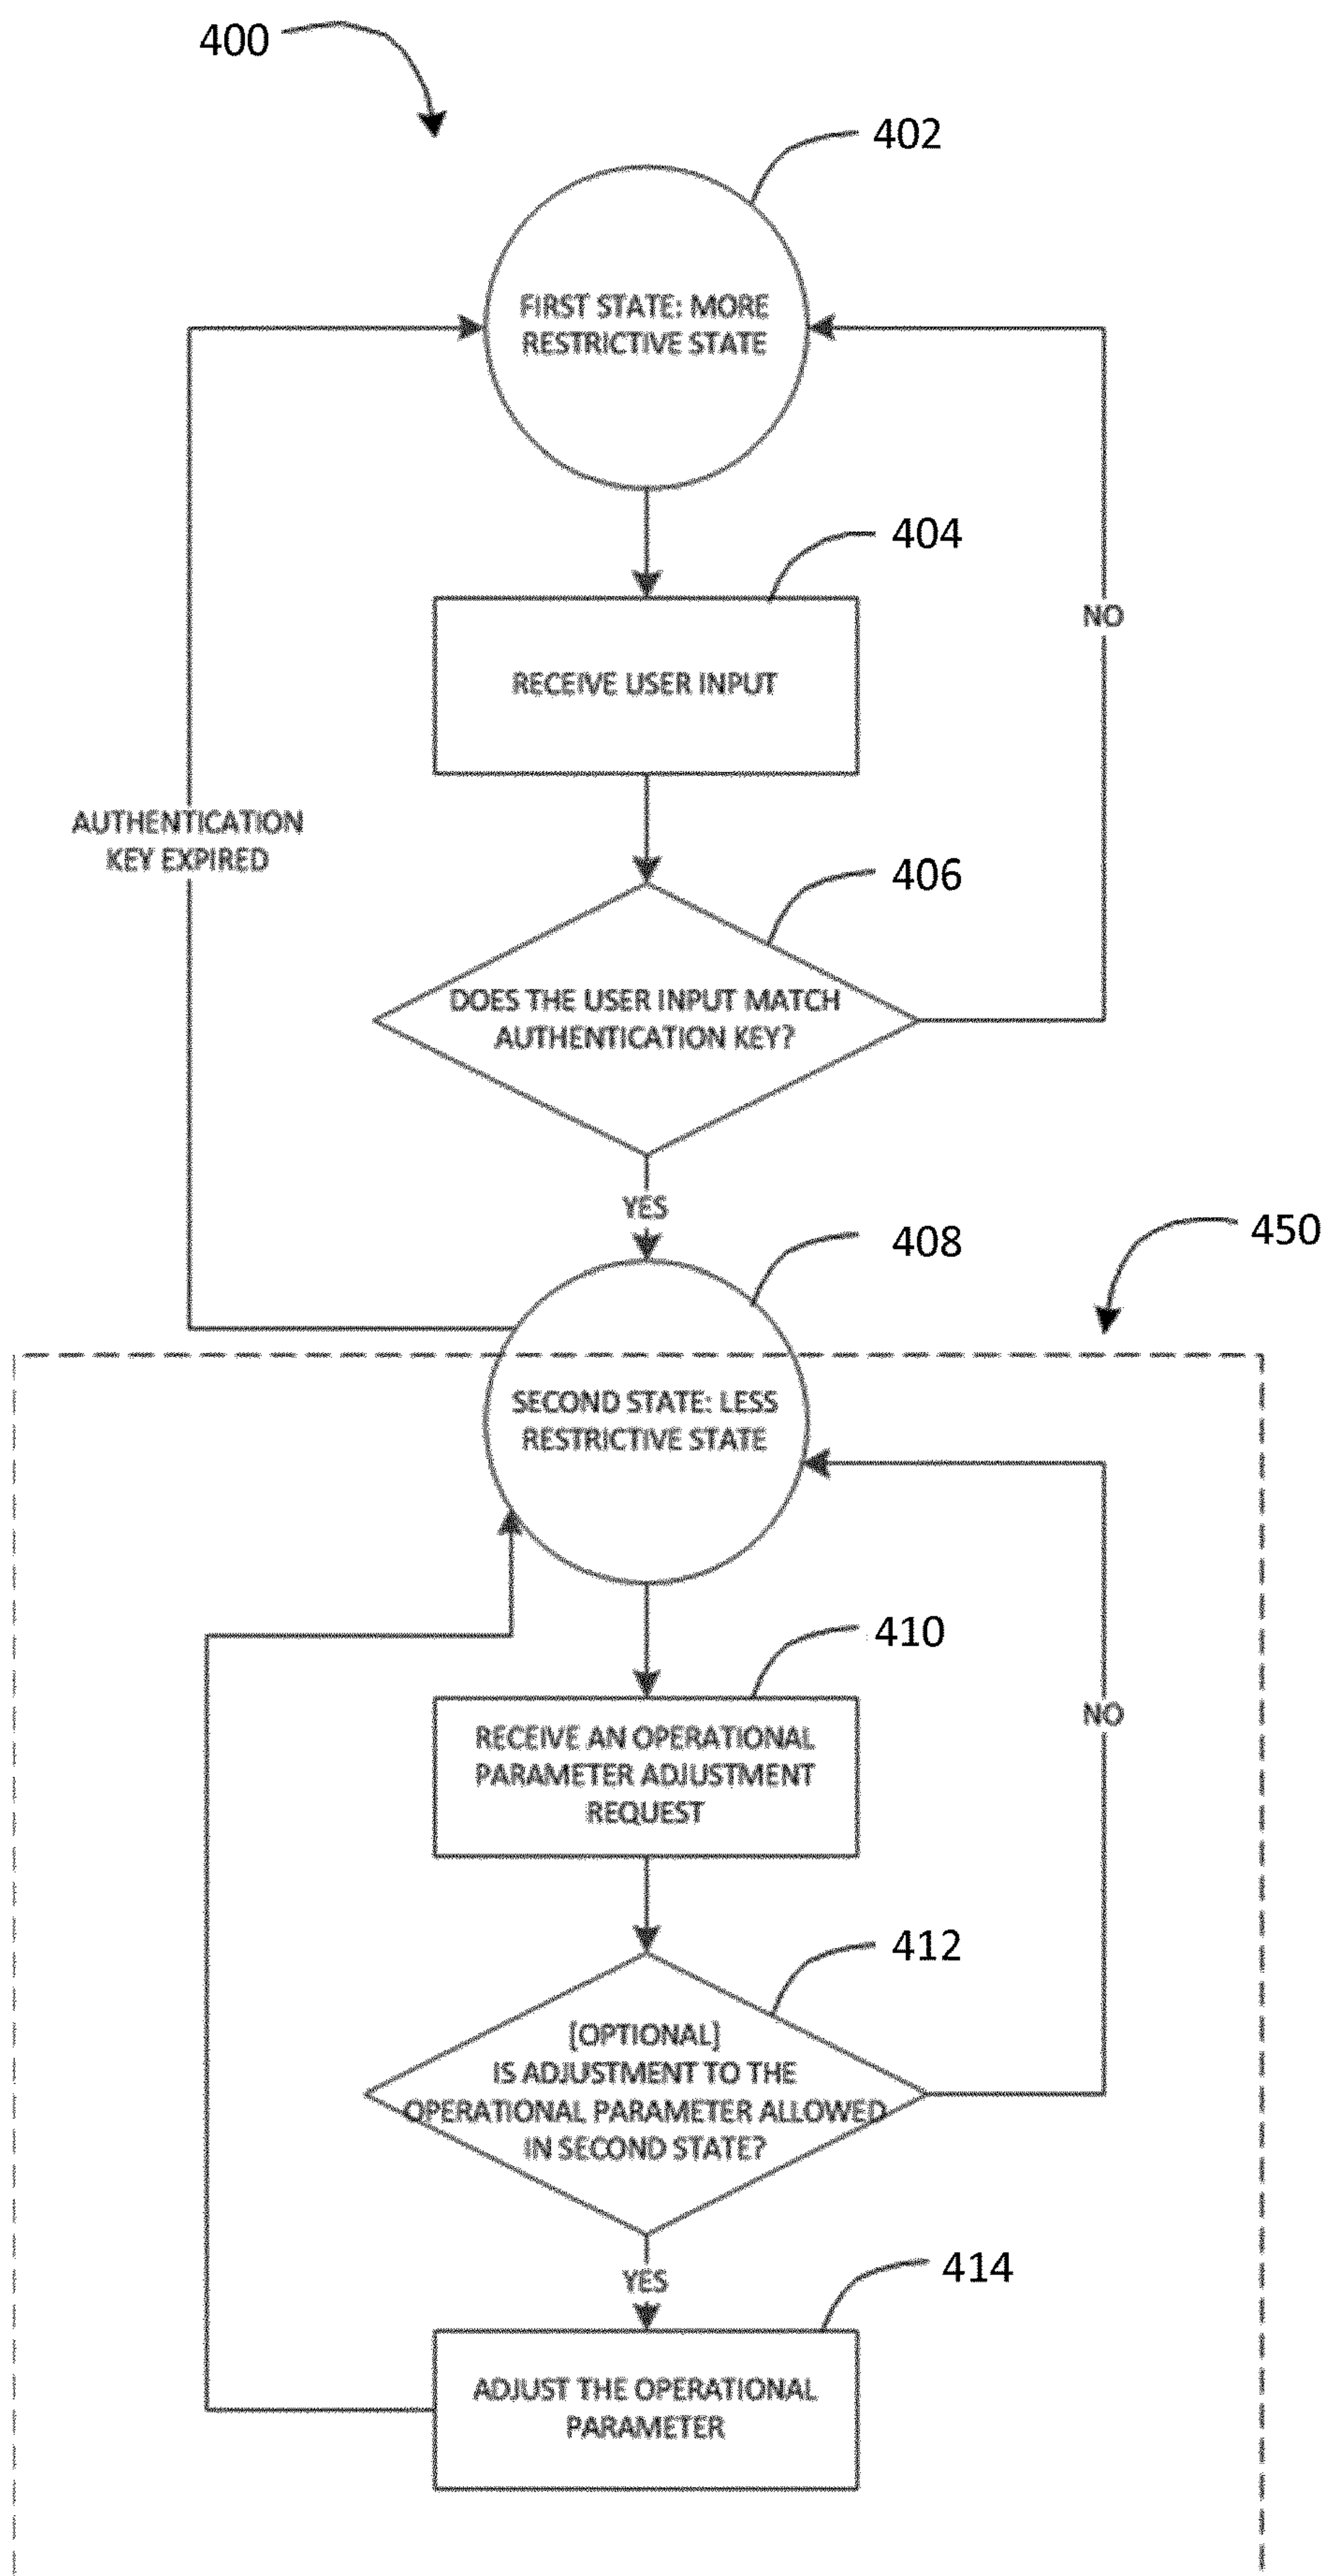 400
402
FIRST STATE: MORE
RESTRICTIVE STATE
404
NO
RECEIVE USER INPUT
AUTHENTICATION
KEY EXPIRED
406
DOES THE USER INPUT MATCH
AUTHENTICATION KEY?
YES
408
450
SECOND STATE: LESS
RESTRICTIVE STATE
410
NO
RECEIVE AN OPERATIONAL
PARAMETER ADJUSTMENT
REQUEST
412
[OPTIONAL]
IS ADJUSTMENT TO THE
OPERATIONAL PARAMETER ALLOWED
IN SECOND STATE?
YES
414
ADJUST THE OPERATIONAL
PARAMETER